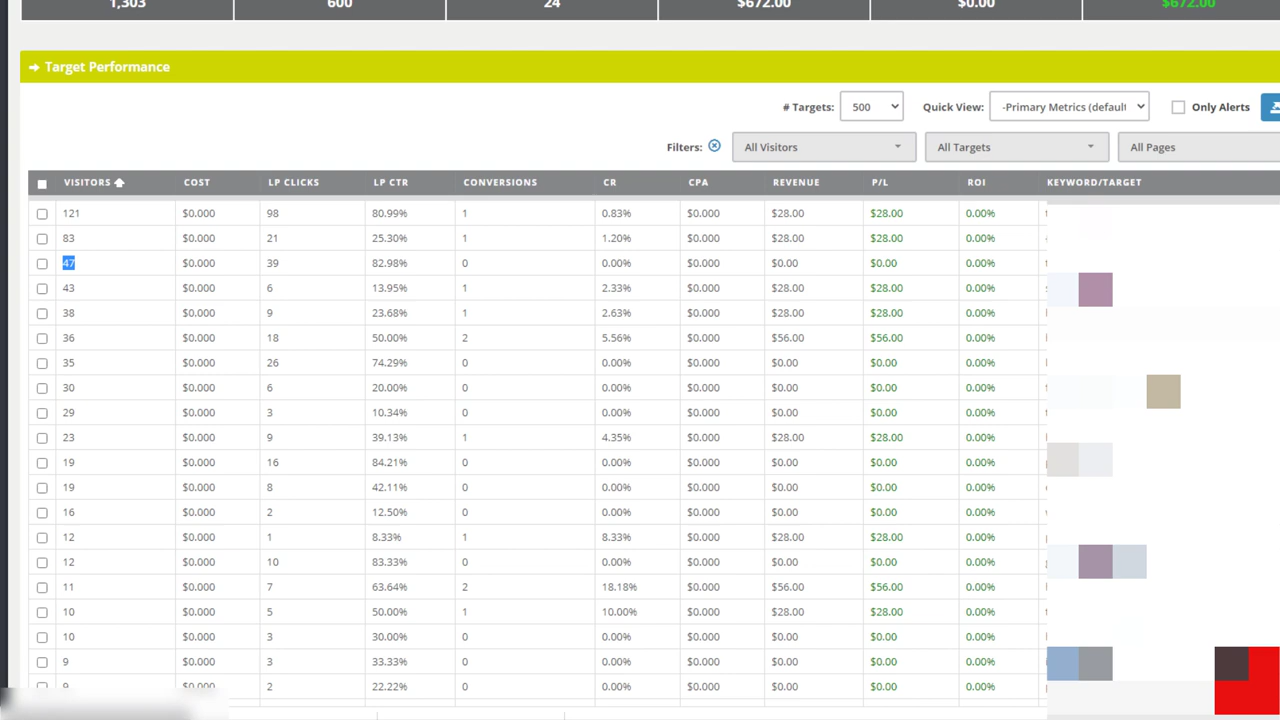 1,303 600 24 $672.00 $0.00 $672.00
Target Performance
# Targets: 500 Quick View: -Primary Metrics (default Only Alerts
Filters: All Visitors All Targets All Pages
VISITORS COST LP CLICKS LP CTR CONVERSIONS CR CPA REVENUE P/L ROI KEYWORD/TARGET
121 $0.000 98 80.99% 1 0.83% $0.000 $28.00 $28.00 0.00%
83 $0.000 21 25.30% 1 1.20% $0.000 $28.00 $28.00 0.00%
47 $0.000 39 82.98% 0 0.00% $0.000 $0.00 $0.00 0.00%
43 $0.000 6 13.95% 1 2.33% $0.000 $28.00 $28.00 0.00%
38 $0.000 9 23.68% 1 2.63% $0.000 $28.00 $28.00 0.00%
36 $0.000 18 50.00% 2 5.56% $0.000 $56.00 $56.00 0.00%
35 $0.000 26 74.29% 0 0.00% $0.000 $0.00 $0.00 0.00%
30 $0.000 6 20.00% 0 0.00% $0.000 $0.00 $0.00 0.00%
29 $0.000 3 10.34% 0 0.00% $0.000 $0.00 $0.00 0.00%
23 $0.000 9 39.13% 1 4.35% $0.000 $28.00 $28.00 0.00%
19 $0.000 16 84.21% 0 0.00% $0.000 $0.00 $0.00 0.00%
19 $0.000 8 42.11% 0 0.00% $0.000 $0.00 $0.00 0.00%
16 $0.000 2 12.50% 0 0.00% $0.000 $0.00 $0.00 0.00%
12 $0.000 1 8.33% 1 8.33% $0.000 $28.00 $28.00 0.00%
12 $0.000 10 83.33% 0 0.00% $0.000 $0.00 $0.00 0.00%
11 $0.000 7 63.64% 2 18.18% $0.000 $56.00 $56.00 0.00%
10 $0.000 5 50.00% 1 10.00% $0.000 $28.00 $28.00 0.00%
10 $0.000 3 30.00% 0 0.00% $0.000 $0.00 $0.00 0.00%
9 $0.000 3 33.33% 0 0.00% $0.000 $0.00 $0.00 0.00%
9 $0.000 2 22.22% 0 0.00% $0.000 $0.00 $0.00 0.00%